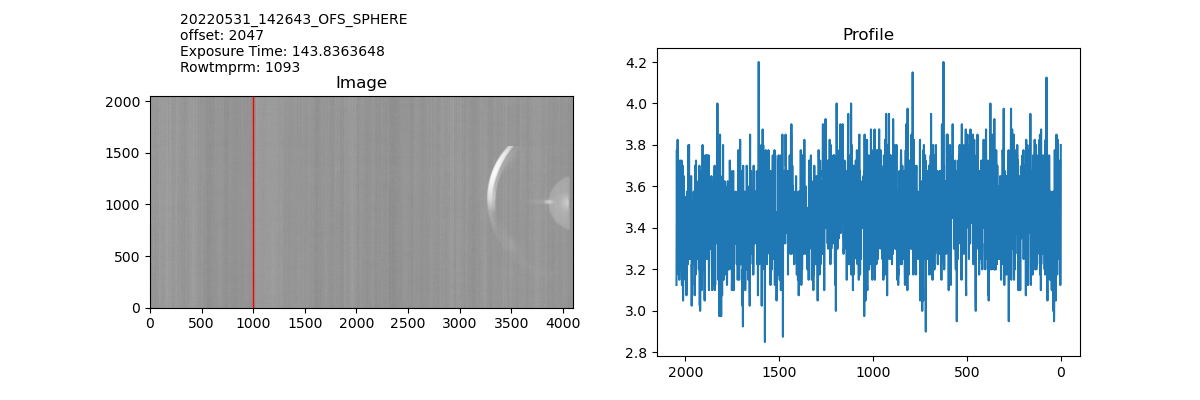 20220531_142643_OFS_SPHERE
offset: 2047
Exposure Time: 143.8363648
Rowtmprm: 1093
Image
2000
1500
1000
500
0
0 500 1000 1500 2000 2500 3000 3500 4000
Profile
4.2
4.0
3.8
3.6
3.4
3.2
3.0
2.8
2000 1500 1000 500 0